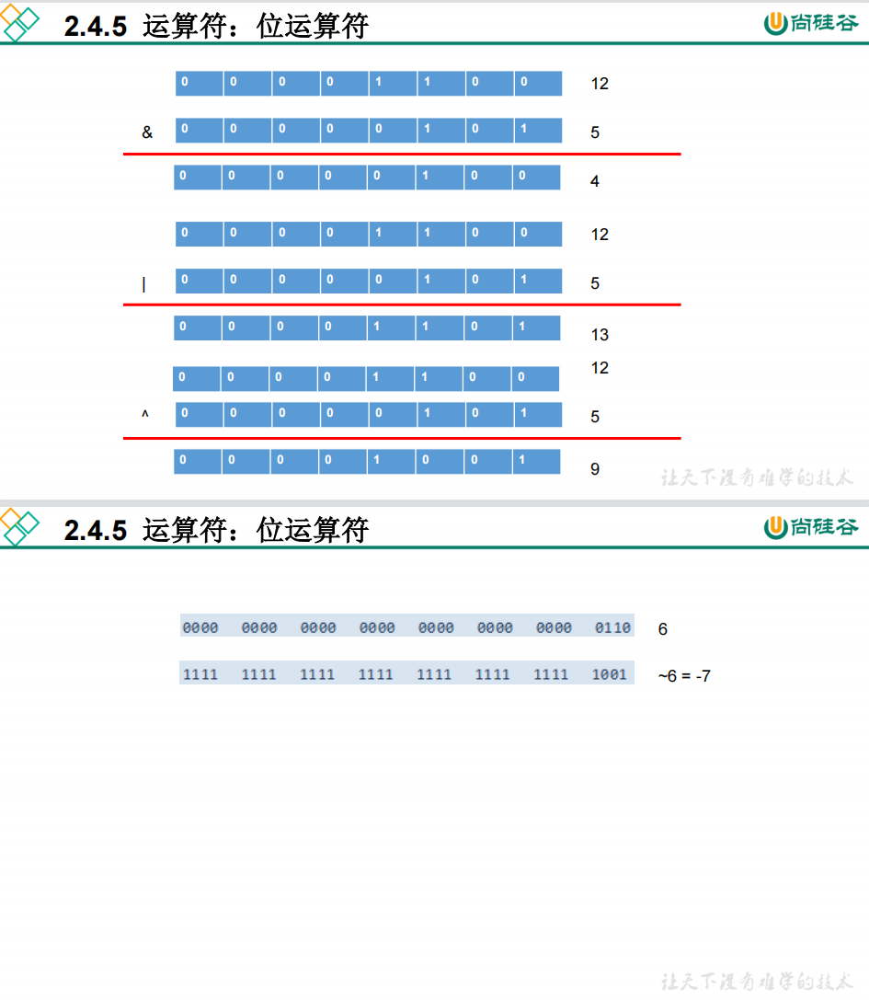 2.4.5 运算符：位运算符
尚硅谷
0 0 0 0 1 1 0 0 12
& 0 0 0 0 0 1 0 1 5
0 0 0 0 0 1 0 0 4
0 0 0 0 1 1 0 0 12
| 0 0 0 0 0 1 0 1 5
0 0 0 0 1 1 0 1 13
0 0 0 0 1 1 0 0 12
^ 0 0 0 0 0 1 0 1 5
0 0 0 0 1 0 0 1 9
让天下没有难学的技术
2.4.5 运算符：位运算符
尚硅谷
0000 0000 0000 0000 0000 0000 0000 0110 6
1111 1111 1111 1111 1111 1111 1111 1001 ~6 = -7
让天下没有难学的技术